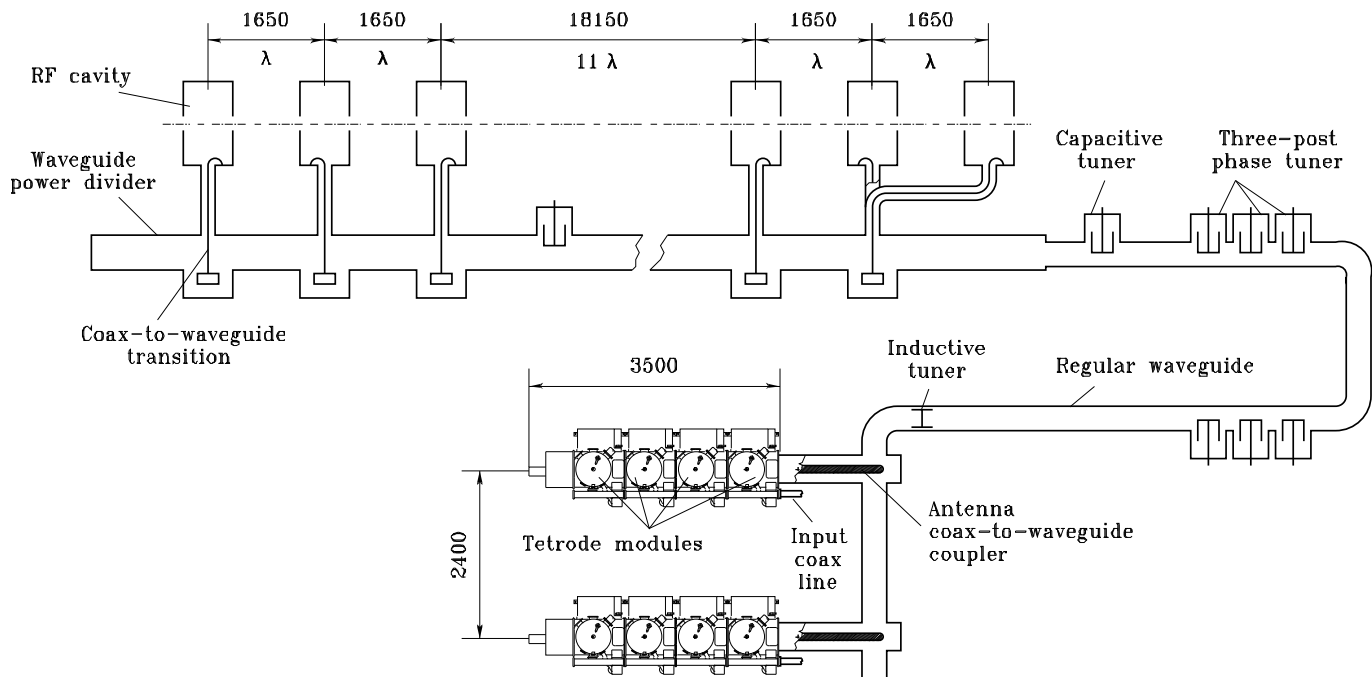 1650
1650
18150
1650
1650
λ
λ
11 λ
λ
λ
RF cavity
Waveguide
power divider
Capacitive
tuner
Three-post
phase tuner
Coax-to-waveguide
transition
3500
Inductive
tuner
Regular waveguide
2400
Tetrode modules
Input
coax
line
Antenna
coax-to-waveguide
coupler